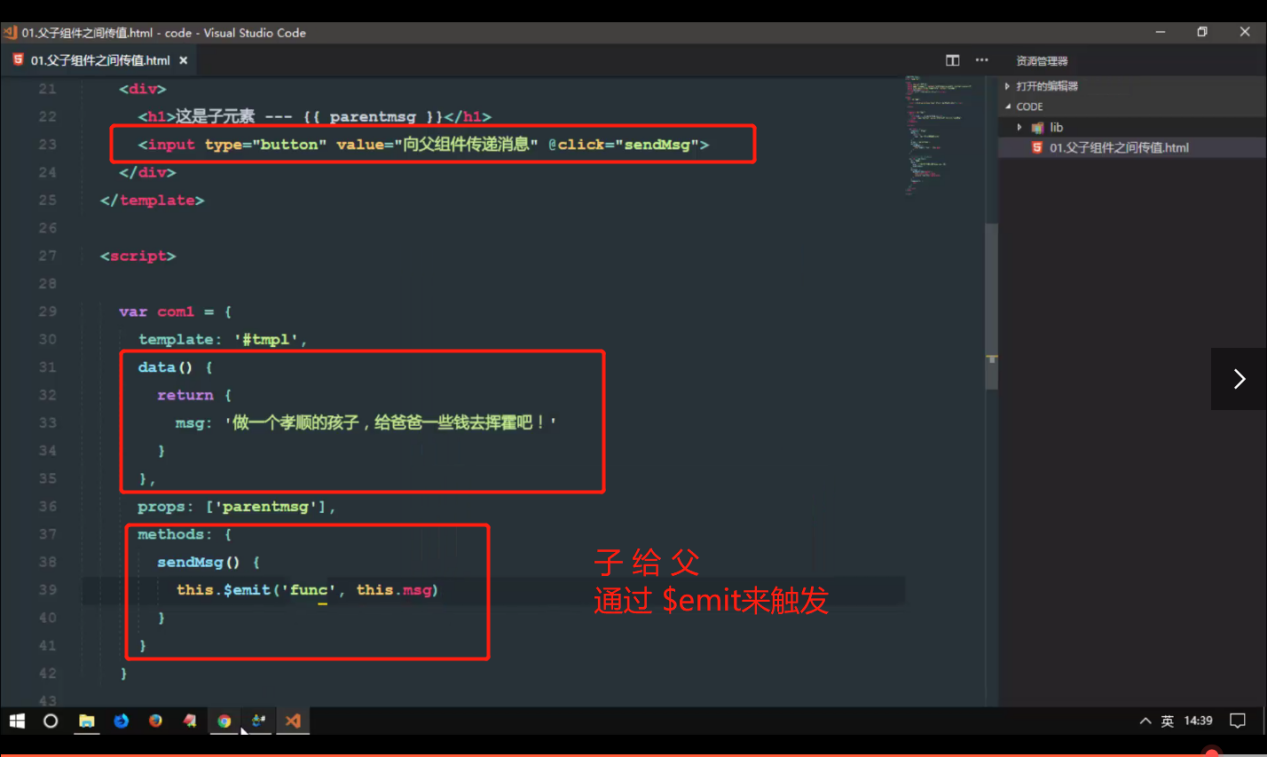 01.父子组件之间传值.html - code - Visual Studio Code
01.父子组件之间传值.html ×
资源管理器
打开的编辑器
CODE
lib
01.父子组件之间传值.html
21 <div>
22 <h1>这是子元素 --- {{ parentmsg }}</h1>
23 <input type="button" value="向父组件传递消息" @click="sendMsg">
24 </div>
25 </template>
26
27 <script>
28
29 var com1 = {
30 template: '#tmpl',
31 data() {
32 return {
33 msg: '做一个孝顺的孩子，给爸爸一些钱去挥霍吧！'
34 }
35 },
36 props: ['parentmsg'],
37 methods: {
38 sendMsg() {
39 this.$emit('func', this.msg)
40 }
41 }
42 }
43
子 给 父
通过 $emit来触发
英 14:39